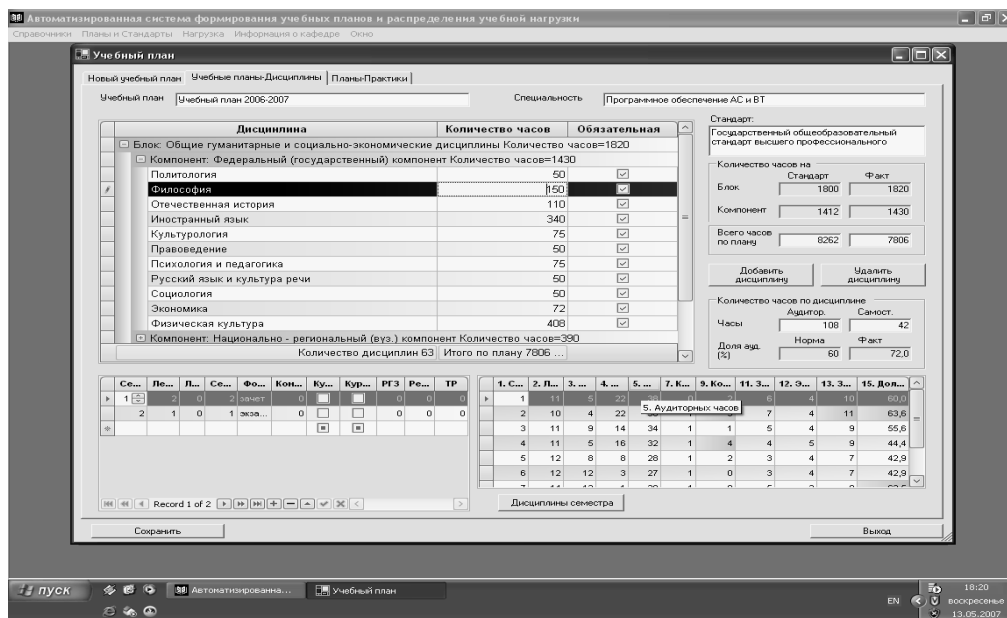 Автоматизированная система формирования учебных планов и распределения учебной нагрузки
Справочники Планы и Стандарты Нагрузка Информация о кафедре Окно
Учебный план
Новый учебный план Учебные планы-Дисциплины Планы-Практики
Учебный план Учебный план 2006-2007 Специальность Программное обеспечение АС и ВТ
Дисциплина Количество часов Обязательная
Блок: Общие гуманитарные и социально-экономические дисциплины Количество часов=1820
Компонент: Федеральный (государственный) компонент Количество часов=1430
Политология 50
Философия 150
Отечественная история 110
Иностранный язык 340
Культурология 75
Правоведение 50
Психология и педагогика 75
Русский язык и культура речи 50
Социология 50
Экономика 72
Физическая культура 408
Компонент: Национально - региональный (вуз.) компонент Количество часов=390
Количество дисциплин 63 Итого по плану 7806 ...
Стандарт:
Государственный общеобразовательный
стандарт высшего профессионального
Количество часов на
Стандарт Факт
Блок 1800 1820
Компонент 1412 1430
Всего часов
по плану 8262 7806
Добавить
дисциплину
Удалить
дисциплину
Количество часов по дисциплине
Аудитор. Самост.
Часы 108 42
Норма Факт
Доля ауд.
(%) 60 72,0
Се... Ле... Л... Се... Фо... Кон... Ку... Кур... РГЗ Ре... ТР
1 2 0 2 зачет 0 0 0 0
2 1 0 1 экза... 0 0 0 0
Record 1 of 2
1. С... 2. Л... 3. ... 4. ... 5. ... 7. К... 9. Ко... 11. З... 12. Э... 13. З... 15. Дол...
1 11 5 22 38 0 2 6 4 10 60,0
5. Аудиторных часов
2 10 4 22 7 4 11 63,6
3 11 9 14 34 1 1 5 4 9 55,6
4 11 5 16 32 1 4 4 5 9 44,4
5 12 8 8 28 1 2 3 4 7 42,9
6 12 12 3 27 1 0 3 4 7 42,9
Дисциплины семестра
Сохранить Выход
пуск Автоматизированна... Учебный план EN 18:20
воскресенье
13.05.2007